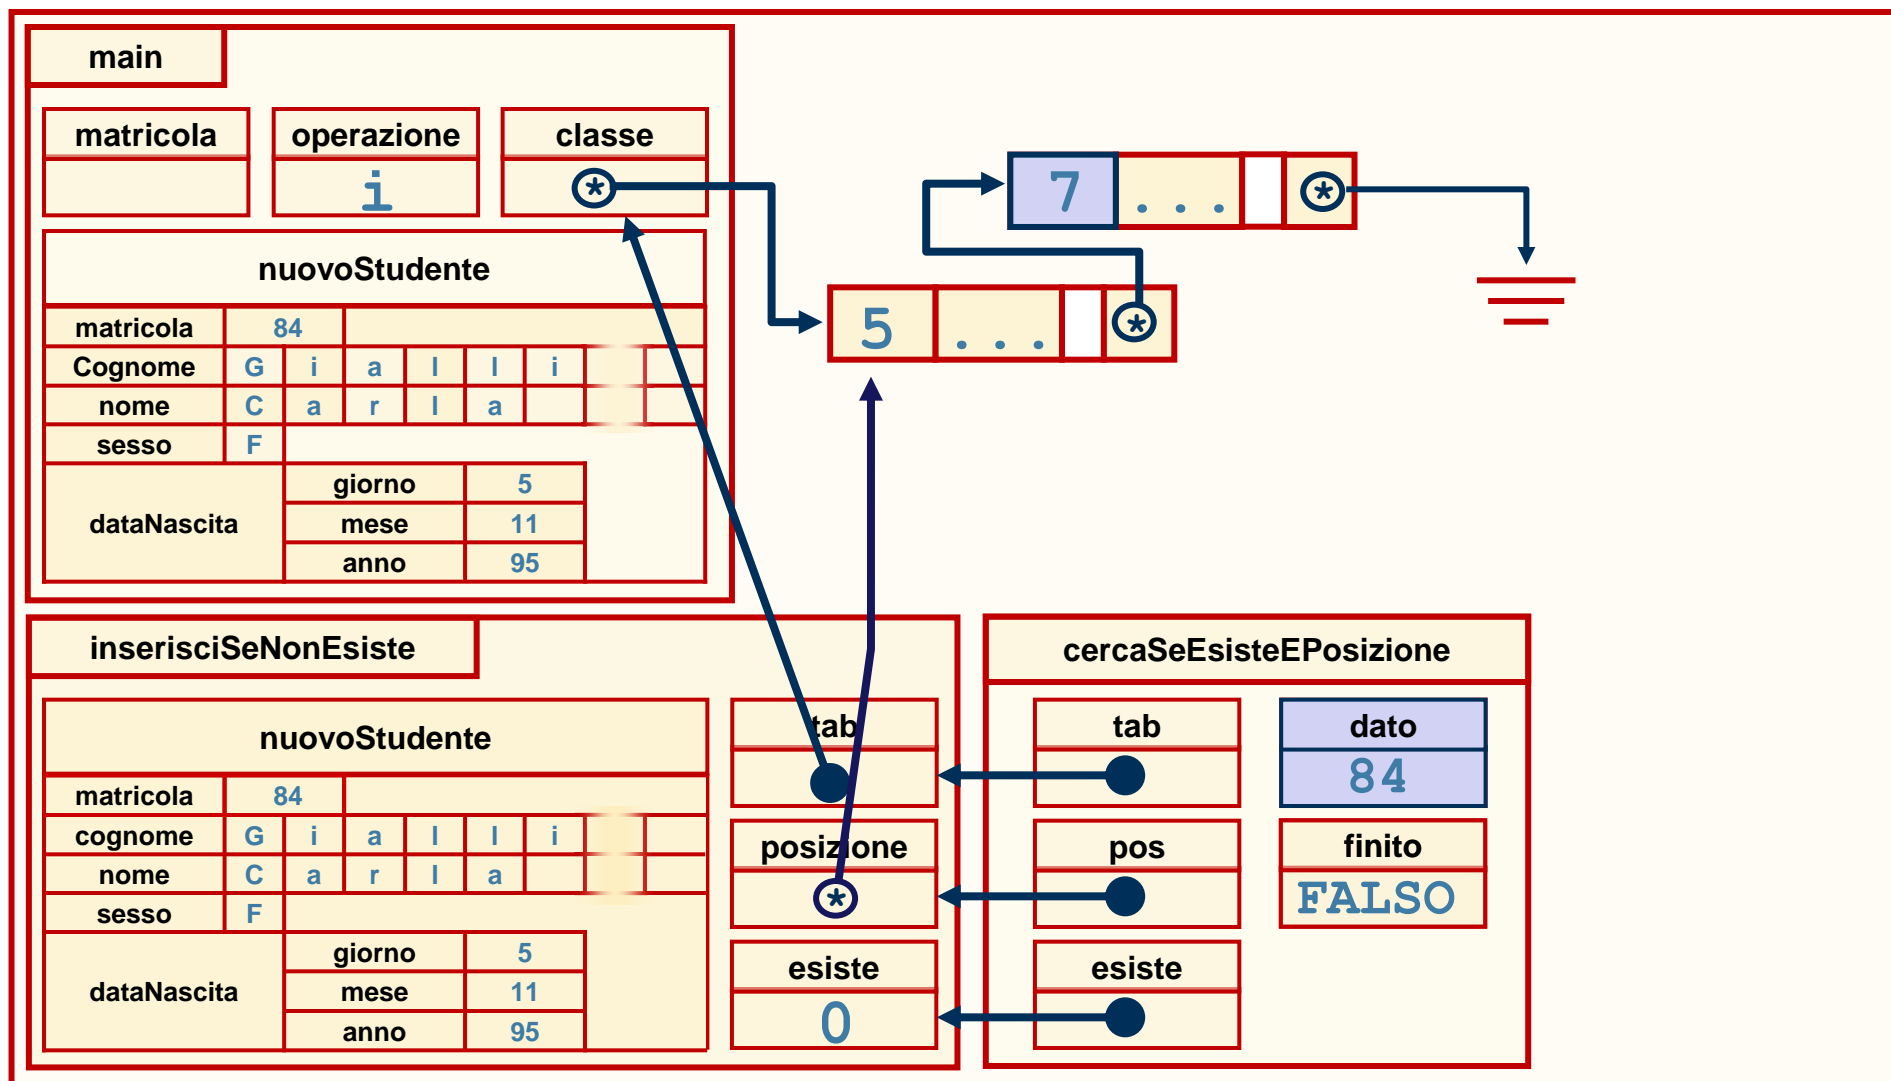 main
matricola operazione classe
i *
7 . . . *
5 . . . *
nuovoStudente
matricola 84
Cognome G i a l l i
nome C a r l a
sesso F
dataNascita
giorno 5
mese 11
anno 95
inserisciSeNonEsiste
nuovoStudente
matricola 84
cognome G i a l l i
nome C a r l a
sesso F
dataNascita
giorno 5
mese 11
anno 95
tab
posizione
*
esiste
0
cercaSeEsisteEPosizione
tab dato
84
pos finito
FALSO
esiste